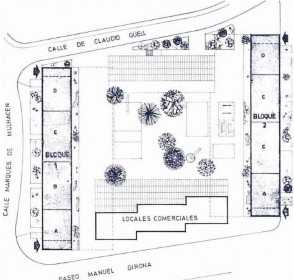 CALLE DE CLAUDIO GÜELL
CALLE MARQUES DE MULHACEN
D
C
BLOQUE
B
A
D
C
BLOQUE
2
C
LOCALES COMERCIALES
PASEO MANUEL GIRONA